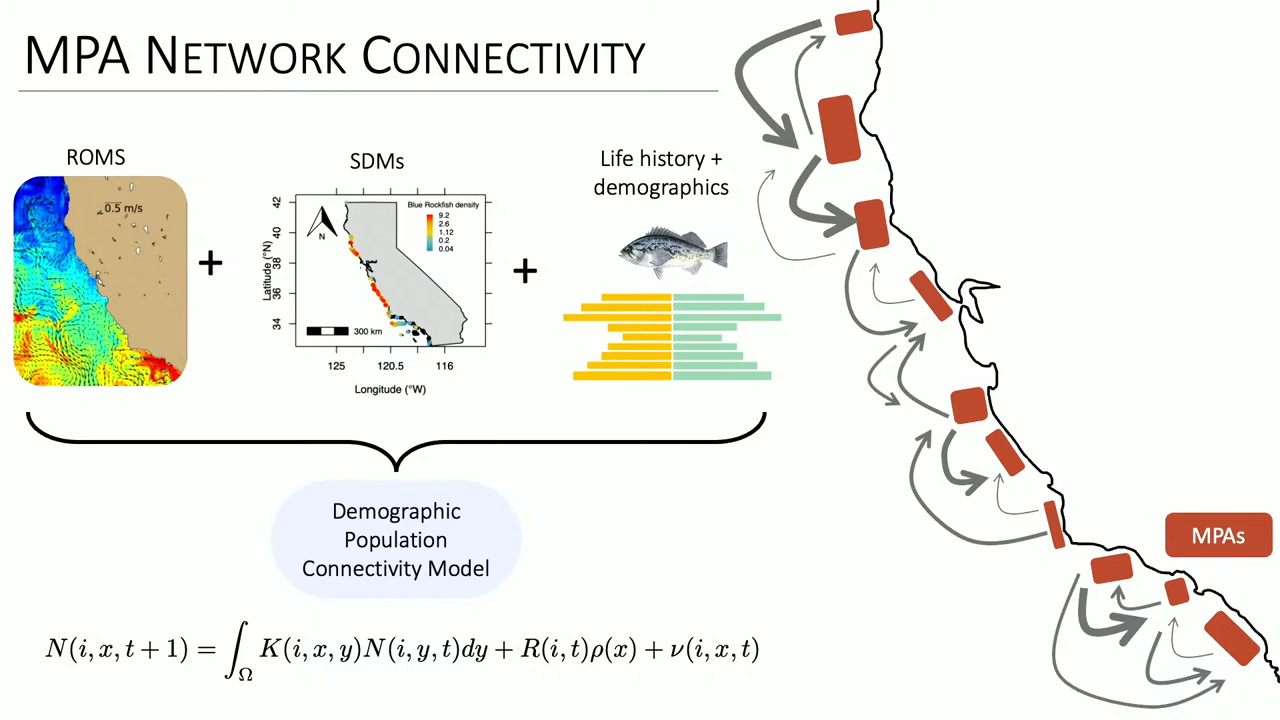 MPA NETWORK CONNECTIVITY
ROMS
0.5 m/s
SDMs
Blue Rockfish density
9.2
2.6
1.12
0.2
0.04
N
42
40
38
36
34
Latitude (°N)
300 km
125 120.5 116
Longitude (°W)
Life history +
demographics
+
+
Demographic
Population
Connectivity Model
N(i, x, t + 1) = ∫_Ω K(i, x, y)N(i, y, t)dy + R(i, t)ρ(x) + ν(i, x, t)
MPAs